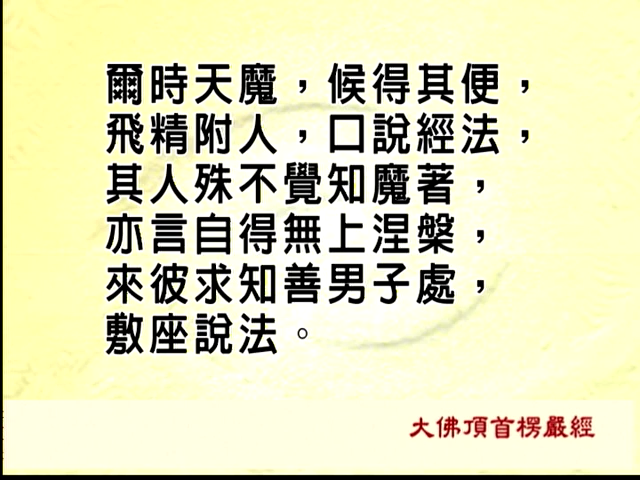 爾時天魔，候得其便，
飛精附人，口說經法，
其人殊不覺知魔著，
亦言自得無上涅槃，
來彼求知善男子處，
敷座說法。
大佛頂首楞嚴經